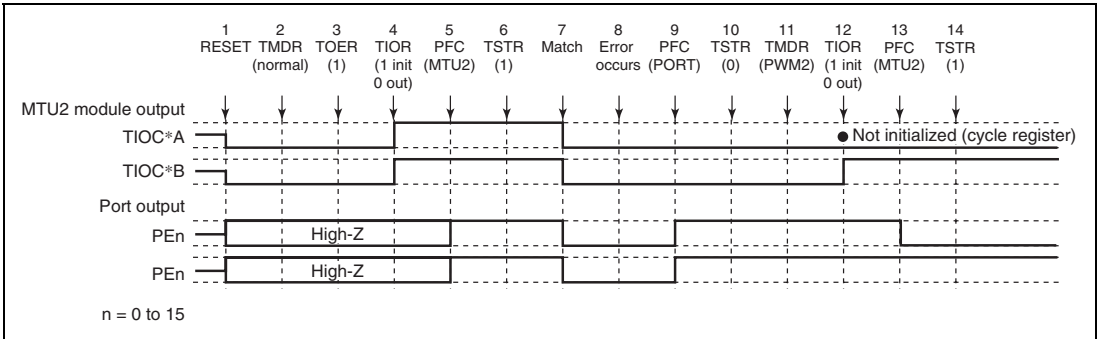 1 2 3 4 5 6 7 8 9 10 11 12 13 14
RESET TMDR TOER TIOR PFC TSTR Match Error PFC TSTR TMDR TIOR PFC TSTR
(normal) (1) (1 init (MTU2) (1) occurs (PORT) (0) (PWM2) (1 init (MTU2) (1)
0 out) 0 out)
MTU2 module output
TIOC*A
Not initialized (cycle register)
TIOC*B
Port output
PEn
High-Z
PEn
High-Z
n = 0 to 15